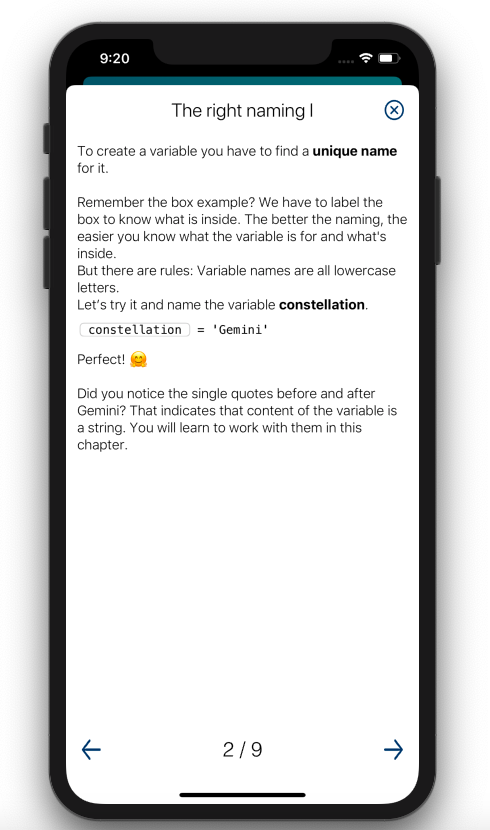 9:20
The right naming I
To create a variable you have to find a unique name
for it.
Remember the box example? We have to label the
box to know what is inside. The better the naming, the
easier you know what the variable is for and what's
inside.
But there are rules: Variable names are all lowercase
letters.
Let’s try it and name the variable constellation.
constellation = 'Gemini'
Perfect! 🤗
Did you notice the single quotes before and after
Gemini? That indicates that content of the variable is
a string. You will learn to work with them in this
chapter.
2 / 9